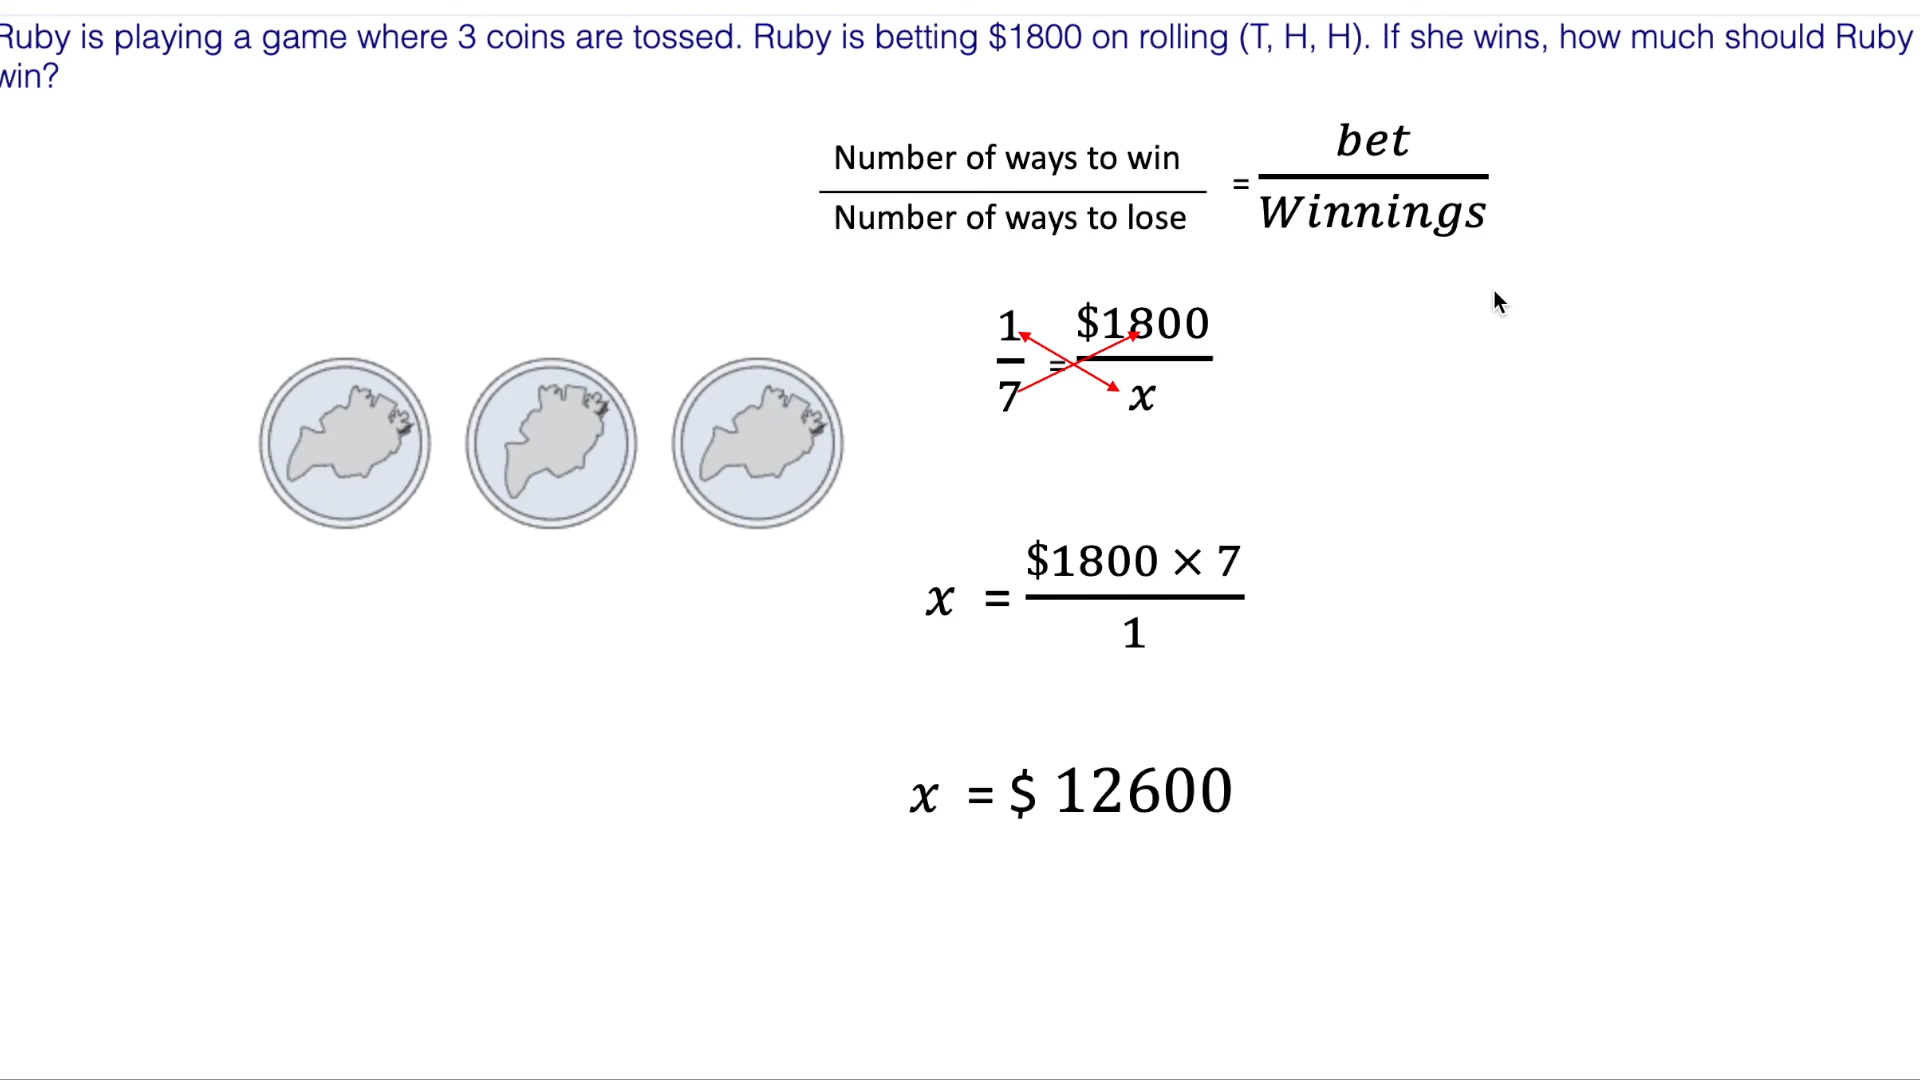 Ruby is playing a game where 3 coins are tossed. Ruby is betting $1800 on rolling (T, H, H). If she wins, how much should Ruby
win?
Number of ways to win
Number of ways to lose
=
bet
Winnings
1
7
=
$1800
x
x =
$1800 × 7
1
x = $ 12600